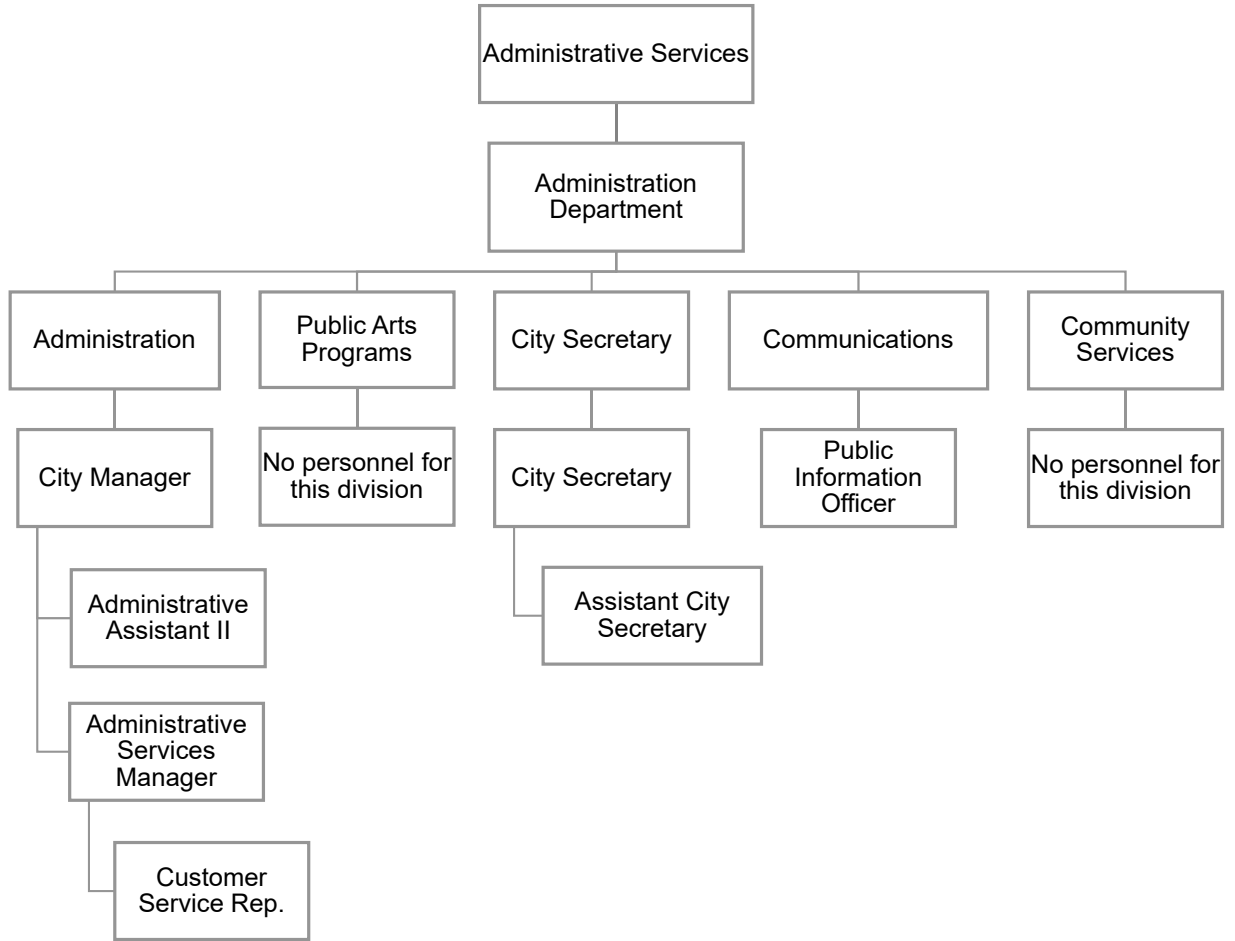 Administrative Services
Administration
Department
Administration
Public Arts
Programs
City Secretary
Communications
Community
Services
City Manager
No personnel for
this division
City Secretary
Public
Information
Officer
No personnel for
this division
Administrative
Assistant II
Assistant City
Secretary
Administrative
Services
Manager
Customer
Service Rep.